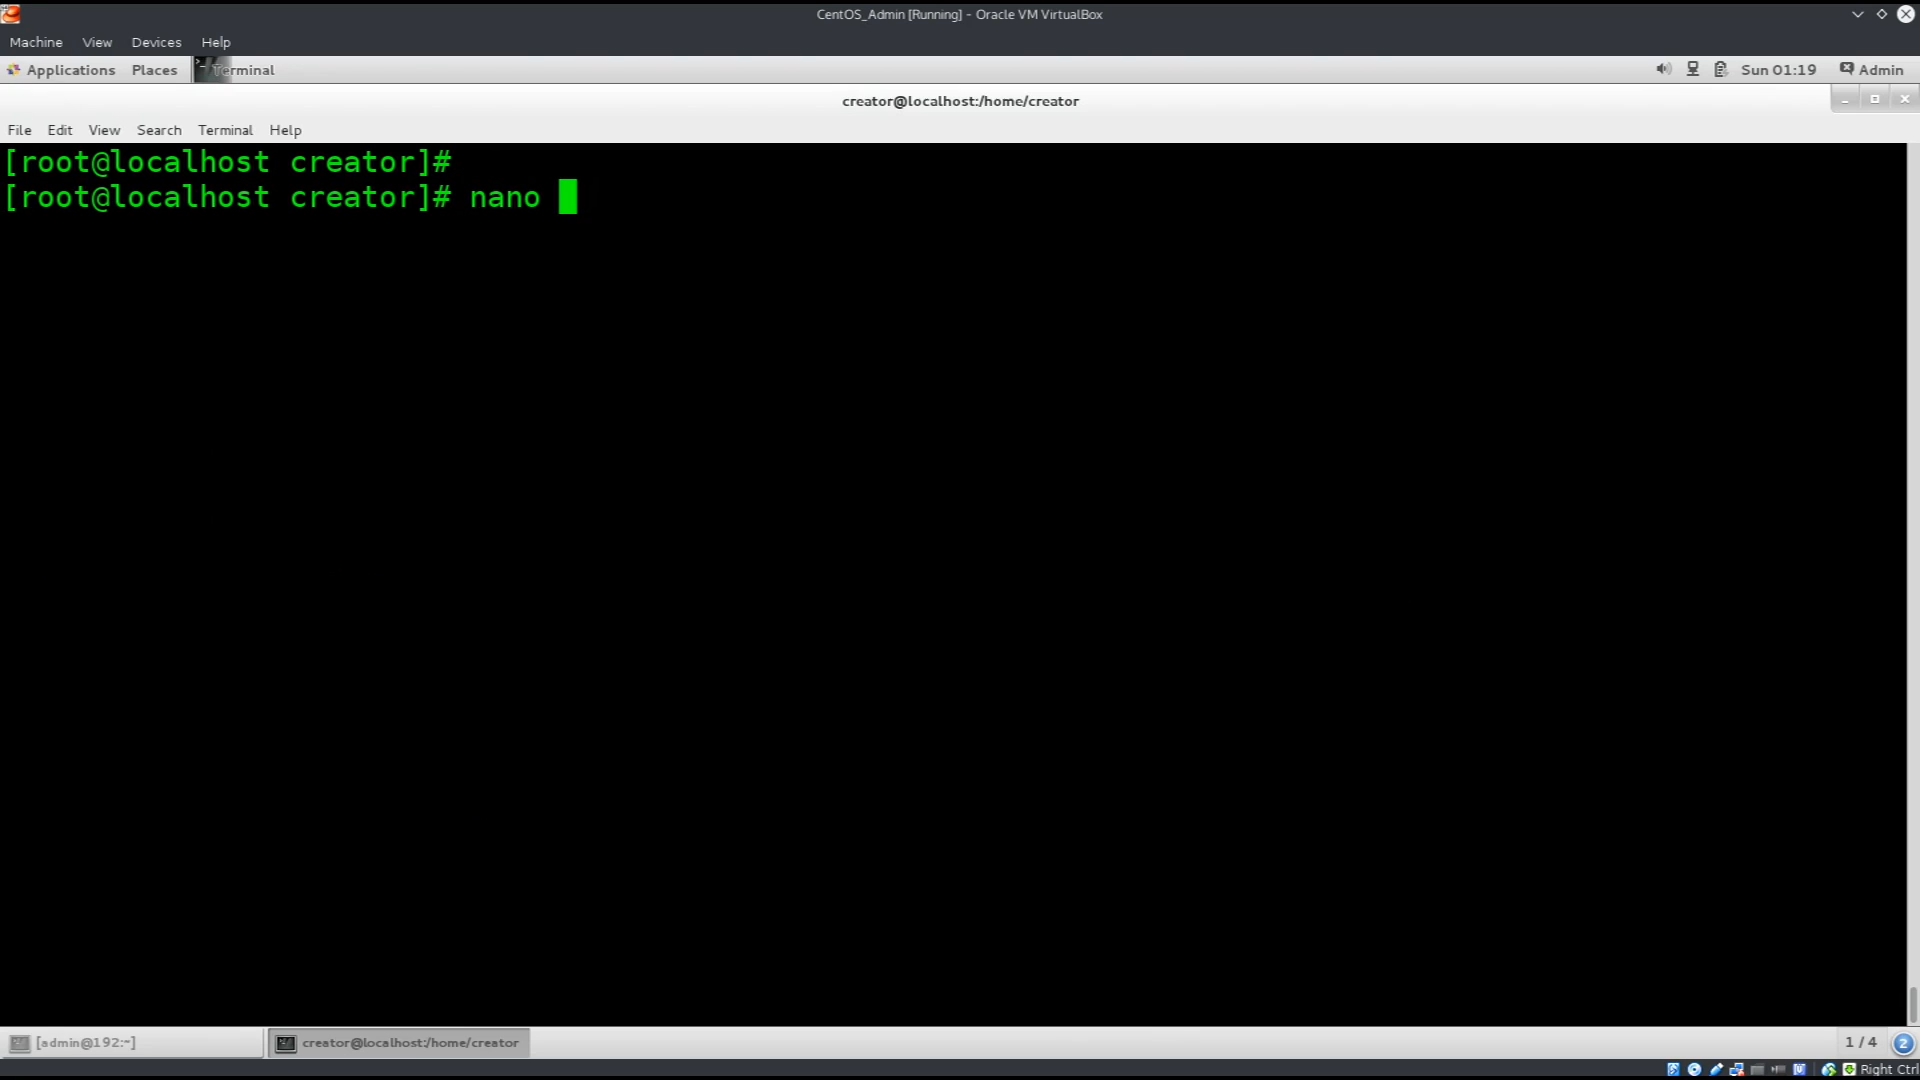 CentOS_Admin [Running] - Oracle VM VirtualBox
Machine View Devices Help
Applications Places Terminal Sun 01:19 Admin
creator@localhost:/home/creator
File Edit View Search Terminal Help
[root@localhost creator]#
[root@localhost creator]# nano
[admin@192:~] creator@localhost:/home/creator 1 / 4 2
Right Ctrl